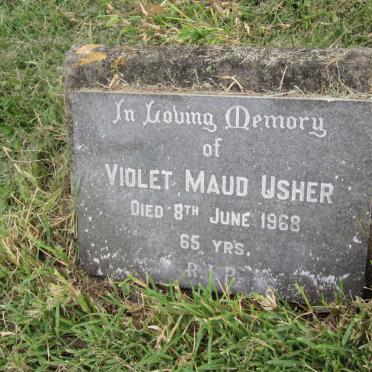 In Loving Memory
of
VIOLET MAUD USHER
DIED 8TH JUNE 1968
65 YRS.
R.I.P.